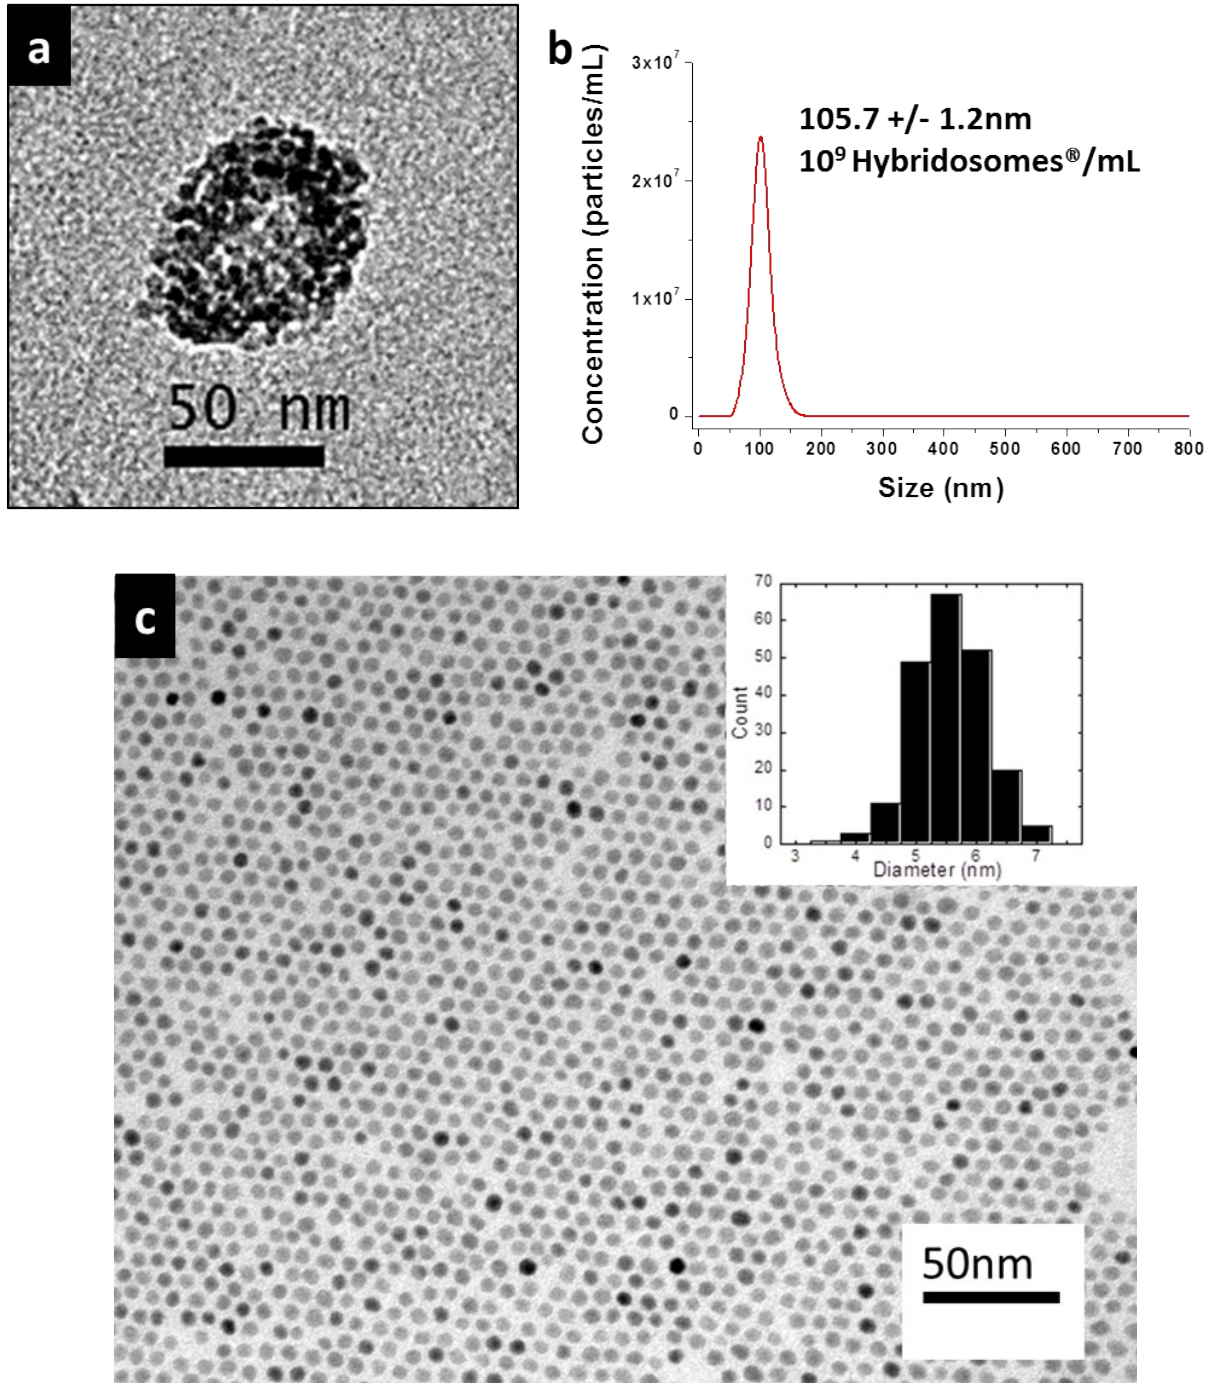 a
50 nm
b
Concentration (particles/mL)
3x10⁷
2x10⁷
1x10⁷
0
105.7 +/- 1.2nm
10⁹ Hybridosomes®/mL
0 100 200 300 400 500 600 700 800
Size (nm)
c
Count
70
60
50
40
30
20
10
0
3 4 5 6 7
Diameter (nm)
50nm